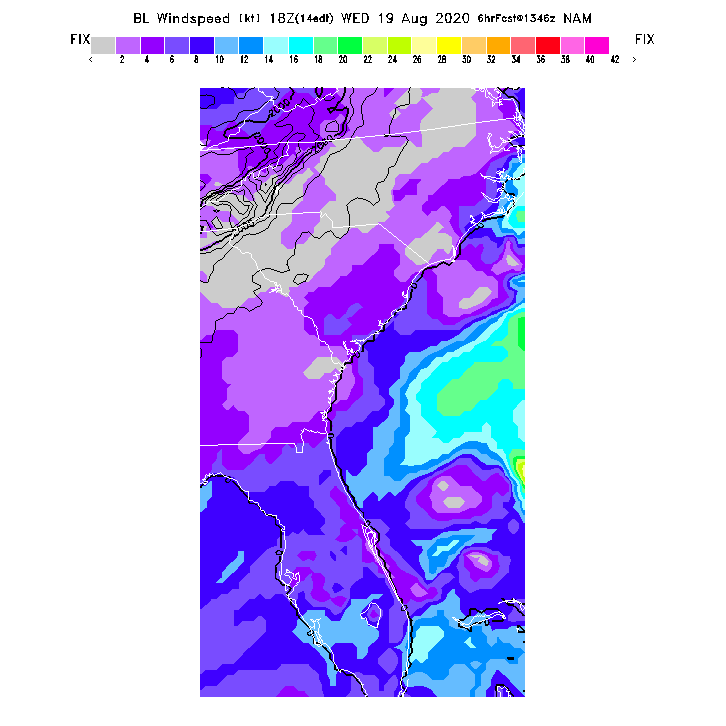 BL Windspeed [kt] 18Z(14edt) WED 19 Aug 2020 6hrFcst@1346z NAM
FIX FIX
< 2 4 6 8 10 12 14 16 18 20 22 24 26 28 30 32 34 36 38 40 42 >